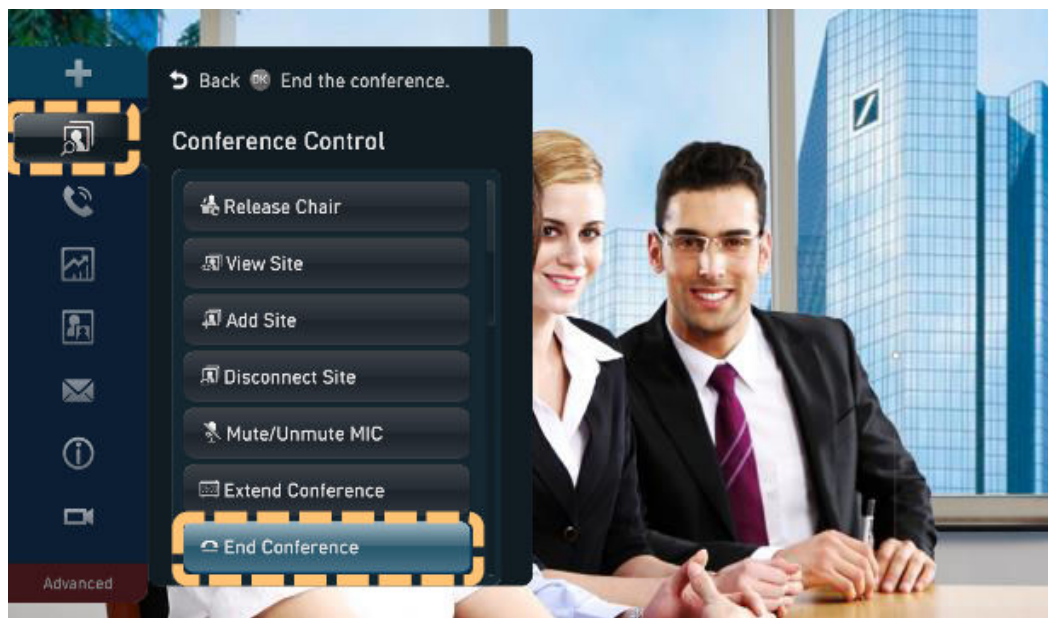 Back OK End the conference.
Conference Control
Release Chair
View Site
Add Site
Disconnect Site
Mute/Unmute MIC
Extend Conference
End Conference
Advanced